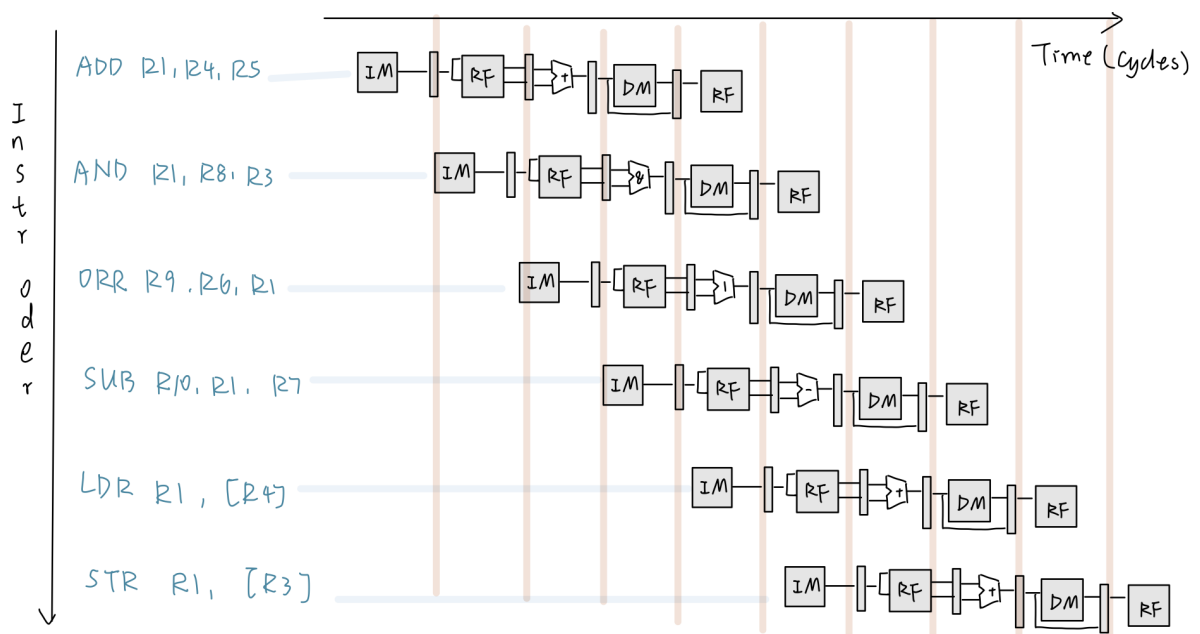 Time (cycles)
Instr oder
ADD R1, R4, R5
IM RF + DM RF
AND R1, R8, R3
IM RF & DM RF
ORR R9, R6, R1
IM RF | DM RF
SUB R10, R1, R7
IM RF - DM RF
LDR R1, [R4]
IM RF + DM RF
STR R1, [R3]
IM RF + DM RF